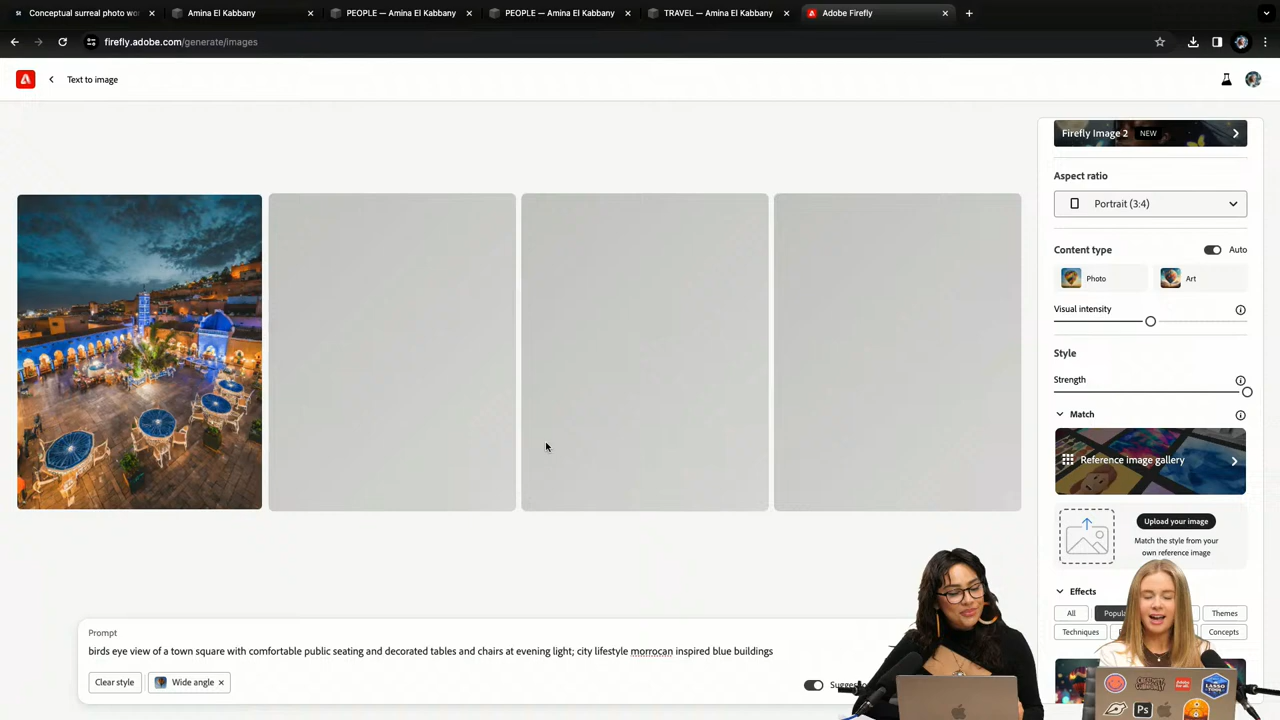 Conceptual surreal photo wo
Amina El Kabbany
PEOPLE — Amina El Kabbany
PEOPLE — Amina El Kabbany
TRAVEL — Amina El Kabbany
Adobe Firefly
firefly.adobe.com/generate/images
Text to image
Firefly Image 2 NEW
Aspect ratio
Portrait (3:4)
Content type Auto
Photo Art
Visual intensity
Style
Strength
Match
Reference image gallery
Upload your image
Match the style from your
own reference image
Effects
All Popula Themes
Techniques Concepts
Prompt
birds eye view of a town square with comfortable public seating and decorated tables and chairs at evening light; city lifestyle morrocan inspired blue buildings
Clear style Wide angle
Sugges
Ps
LASSO
TOOL